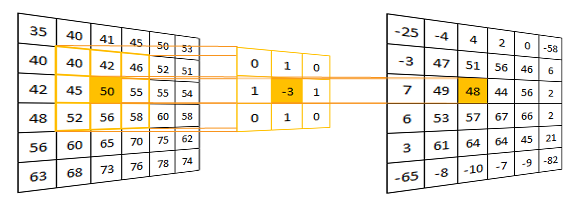 35 40 41 45 50 53
40 40 42 46 52 51
42 45 50 55 55 54
48 52 56 58 60 58
56 60 65 70 75 62
63 68 73 76 78 74
0 1 0
1 -3 1
0 1 0
-25 -4 4 2 0 -58
-3 47 51 56 46 6
7 49 48 44 56 2
6 53 57 67 66 2
3 61 64 64 45 21
-65 -8 -10 -7 -9 -82